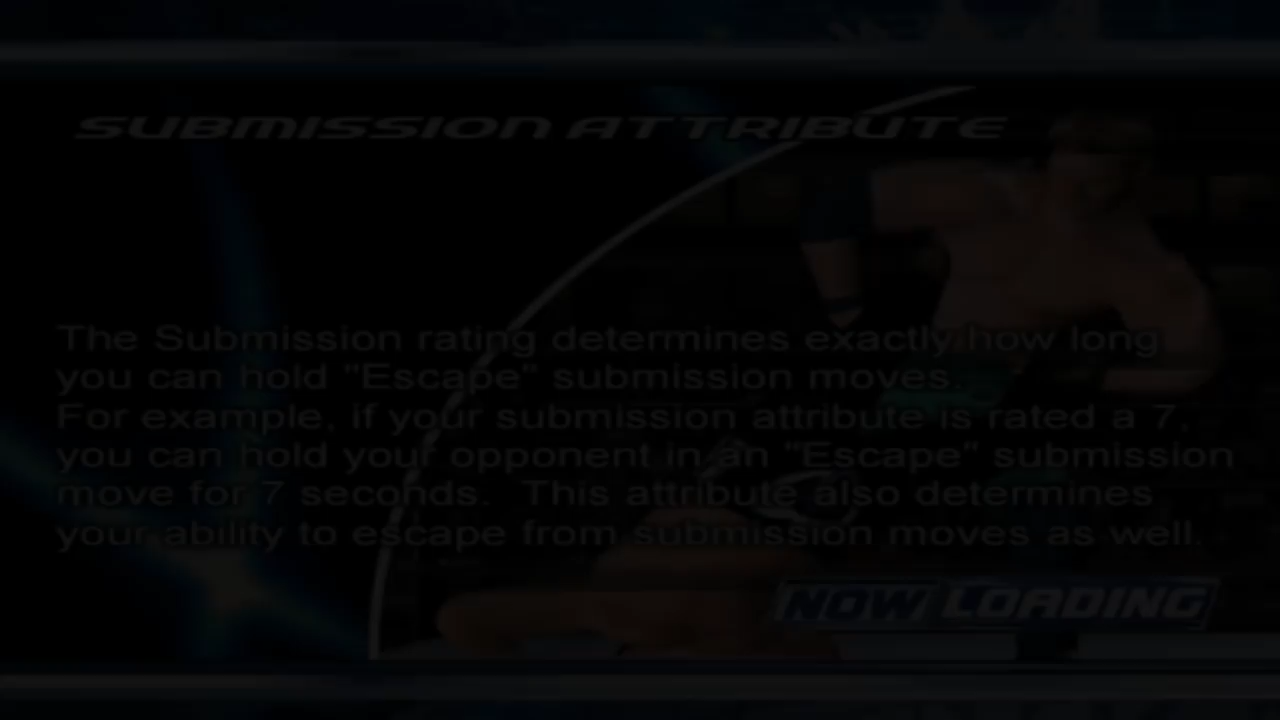 SUBMISSION ATTRIBUTE
The Submission rating determines exactly how long
you can hold "Escape" submission moves.
For example, if your submission attribute is rated a 7,
you can hold your opponent in an "Escape" submission
move for 7 seconds.  This attribute also determines
your ability to escape from submission moves as well.
NOW LOADING